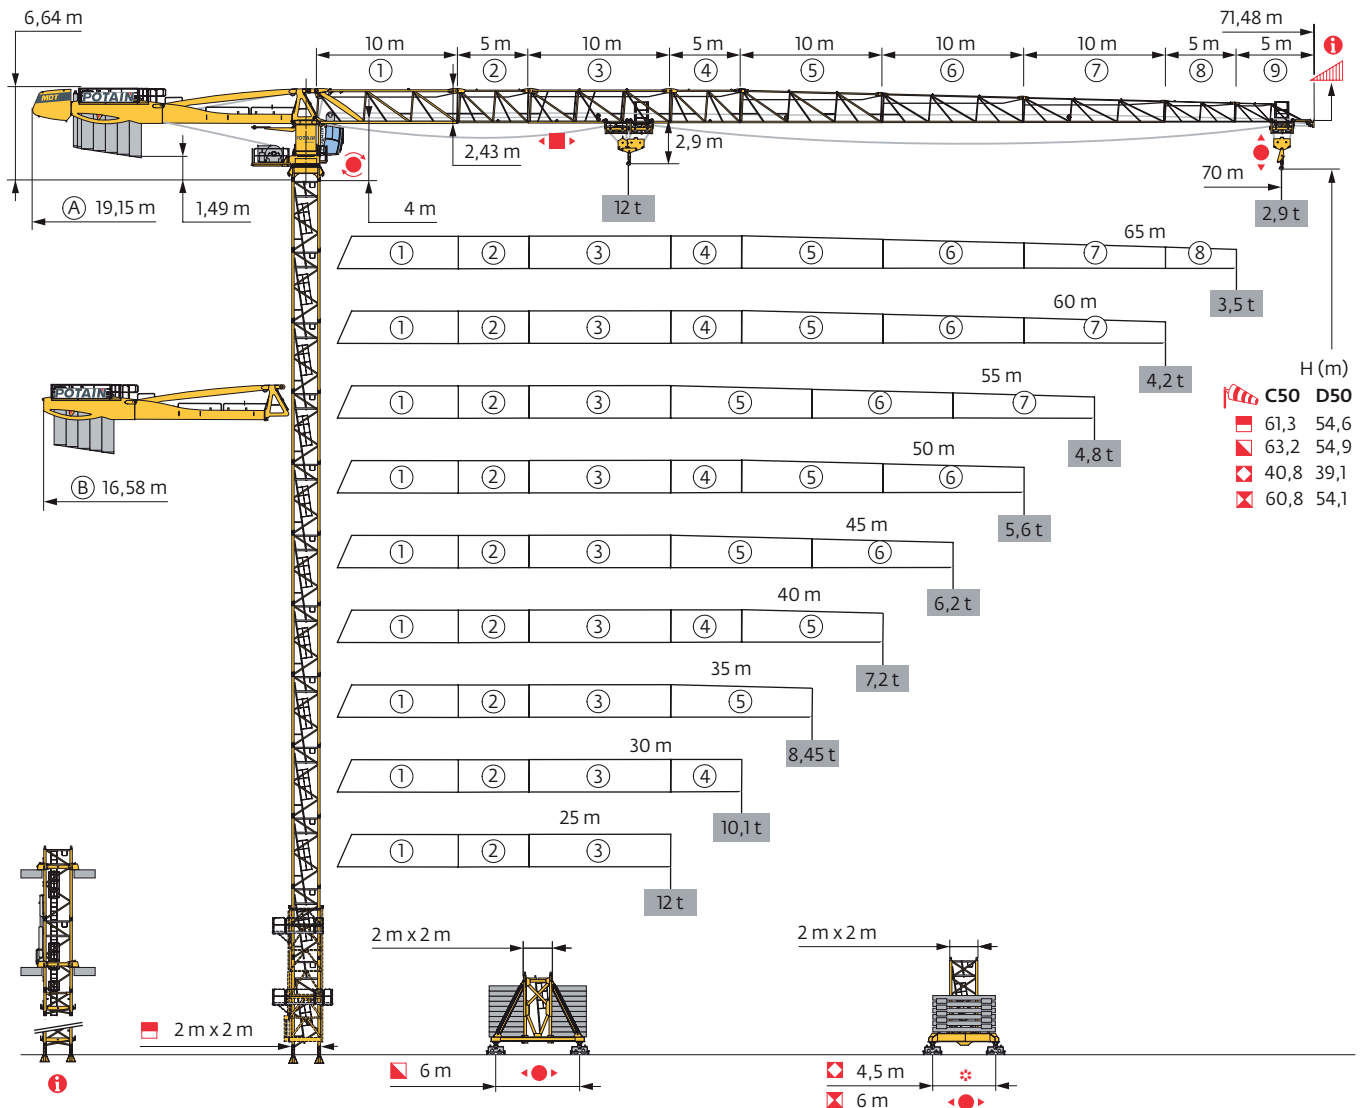 6,64 m
71,48 m
10 m 5 m 10 m 5 m 10 m 10 m 10 m 5 m 5 m
1 2 3 4 5 6 7 8 9
i
MDT POTAIN
POTAIN
2,43 m
2,9 m
70 m
A 19,15 m
1,49 m
4 m
12 t
2,9 t
65 m
1 2 3 4 5 6 7 8
3,5 t
60 m
1 2 3 4 5 6 7
4,2 t
H (m)
C50 D50
61,3 54,6
63,2 54,9
40,8 39,1
60,8 54,1
POTAIN
B 16,58 m
55 m
1 2 3 5 6 7
4,8 t
50 m
1 2 3 4 5 6
5,6 t
45 m
1 2 3 5 6
6,2 t
40 m
1 2 3 4 5
7,2 t
35 m
1 2 3 5
8,45 t
30 m
1 2 3 4
10,1 t
25 m
1 2 3
12 t
2 m x 2 m
2 m x 2 m
2 m x 2 m
i
6 m
4,5 m
6 m